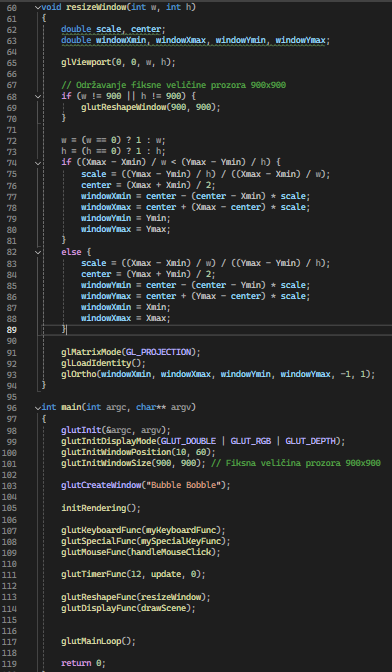 60 void resizeWindow(int w, int h)
61 {
62 double scale, center;
63 double windowXmin, windowXmax, windowYmin, windowYmax;
64
65 glViewport(0, 0, w, h);
66
67 // Održavanje fiksne veličine prozora 900x900
68 if (w != 900 || h != 900) {
69 glutReshapeWindow(900, 900);
70 }
71
72 w = (w == 0) ? 1 : w;
73 h = (h == 0) ? 1 : h;
74 if ((Xmax - Xmin) / w < (Ymax - Ymin) / h) {
75 scale = ((Ymax - Ymin) / h) / ((Xmax - Xmin) / w);
76 center = (Xmax + Xmin) / 2;
77 windowXmin = center - (center - Xmin) * scale;
78 windowXmax = center + (Xmax - center) * scale;
79 windowYmin = Ymin;
80 windowYmax = Ymax;
81 }
82 else {
83 scale = ((Xmax - Xmin) / w) / ((Ymax - Ymin) / h);
84 center = (Ymax + Ymin) / 2;
85 windowYmin = center - (center - Ymin) * scale;
86 windowYmax = center + (Ymax - center) * scale;
87 windowXmin = Xmin;
88 windowXmax = Xmax;
89 }
90
91 glMatrixMode(GL_PROJECTION);
92 glLoadIdentity();
93 glOrtho(windowXmin, windowXmax, windowYmin, windowYmax, -1, 1);
94 }
95
96 int main(int argc, char** argv)
97 {
98 glutInit(&argc, argv);
99 glutInitDisplayMode(GLUT_DOUBLE | GLUT_RGB | GLUT_DEPTH);
100 glutInitWindowPosition(10, 60);
101 glutInitWindowSize(900, 900); // Fiksna veličina prozora 900x900
102
103 glutCreateWindow("Bubble Bobble");
104
105 initRendering();
106
107 glutKeyboardFunc(myKeyboardFunc);
108 glutSpecialFunc(mySpecialKeyFunc);
109 glutMouseFunc(handleMouseClick);
110
111 glutTimerFunc(12, update, 0);
112
113 glutReshapeFunc(resizeWindow);
114 glutDisplayFunc(drawScene);
115
116
117 glutMainLoop();
118
119 return 0;